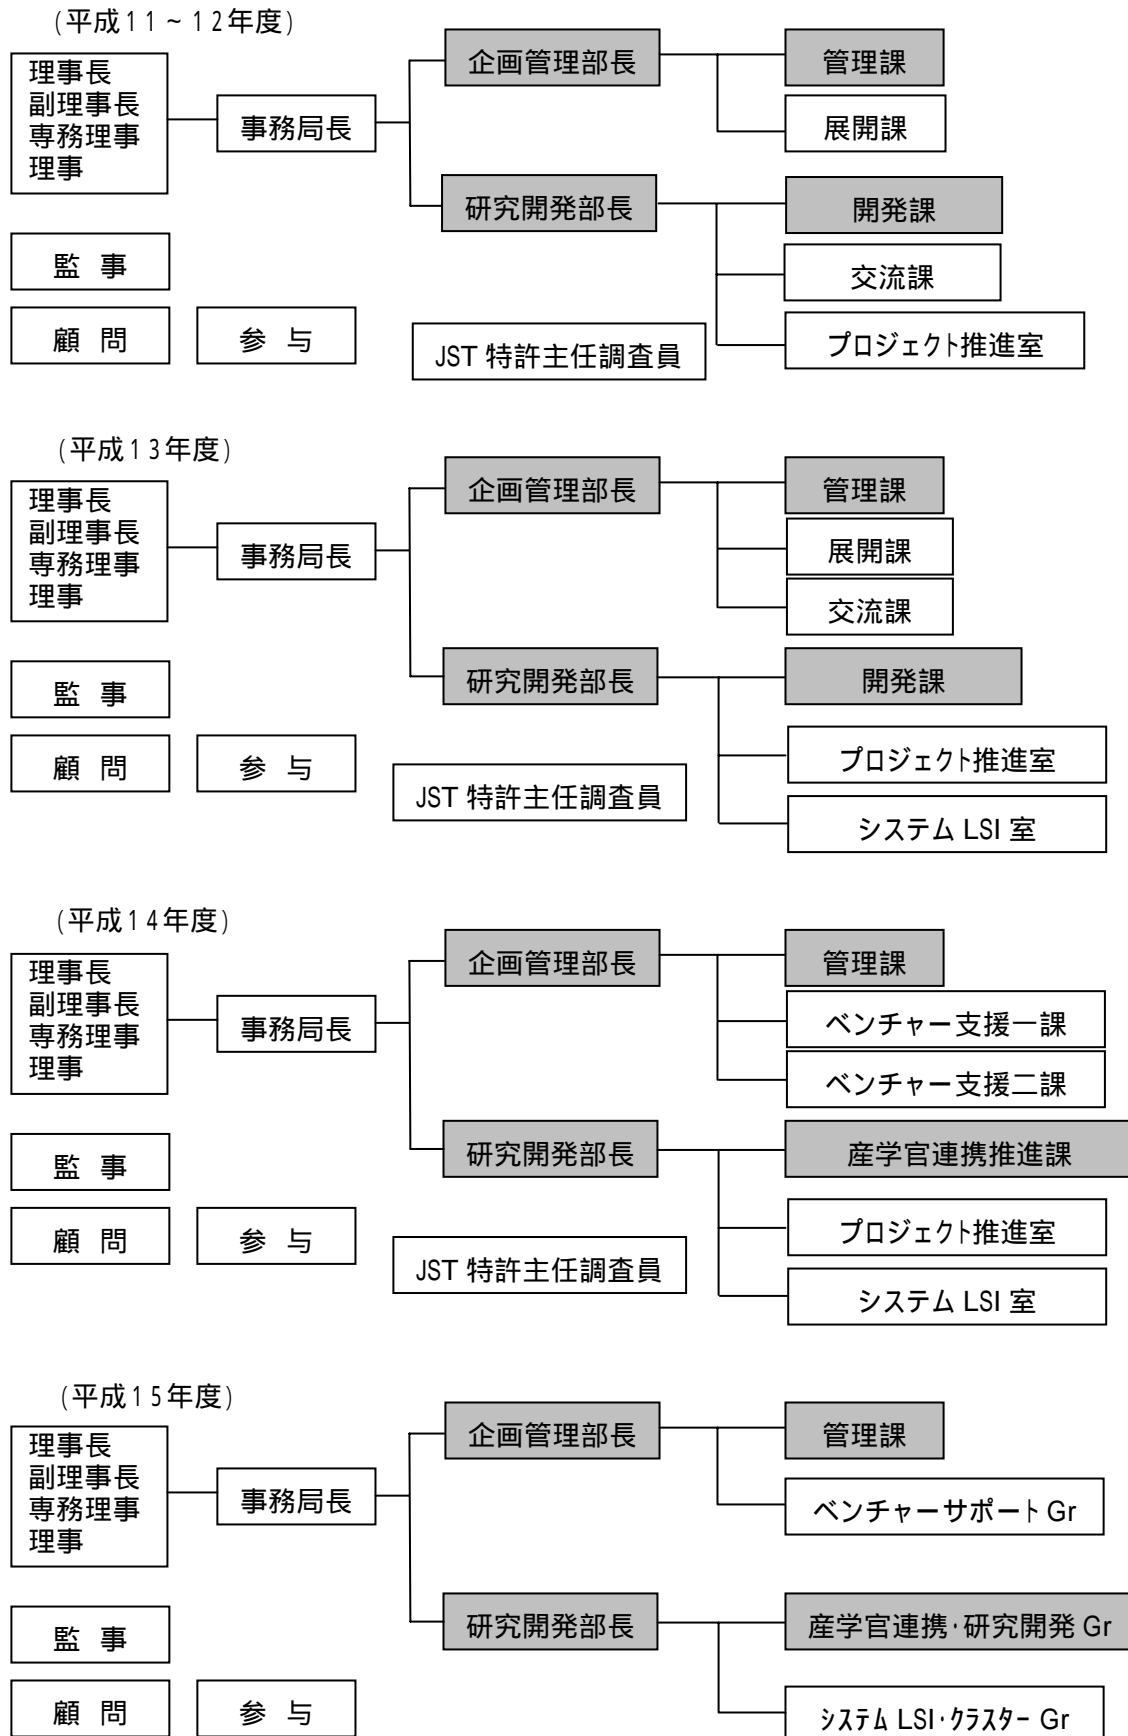 (平成11~12年度)
理事長
副理事長
専務理事
理事
事務局長
企画管理部長
管理課
展開課
研究開発部長
開発課
交流課
プロジェクト推進室
監 事
顧 問
参 与
JST 特許主任調査員
(平成13年度)
理事長
副理事長
専務理事
理事
事務局長
企画管理部長
管理課
展開課
交流課
研究開発部長
開発課
プロジェクト推進室
システム LSI 室
監 事
顧 問
参 与
JST 特許主任調査員
(平成14年度)
理事長
副理事長
専務理事
理事
事務局長
企画管理部長
管理課
ベンチャー支援一課
ベンチャー支援二課
研究開発部長
産学官連携推進課
プロジェクト推進室
システム LSI 室
監 事
顧 問
参 与
JST 特許主任調査員
(平成15年度)
理事長
副理事長
専務理事
理事
事務局長
企画管理部長
管理課
ベンチャーサポート Gr
研究開発部長
産学官連携・研究開発 Gr
システム LSI・クラスター Gr
監 事
顧 問
参 与